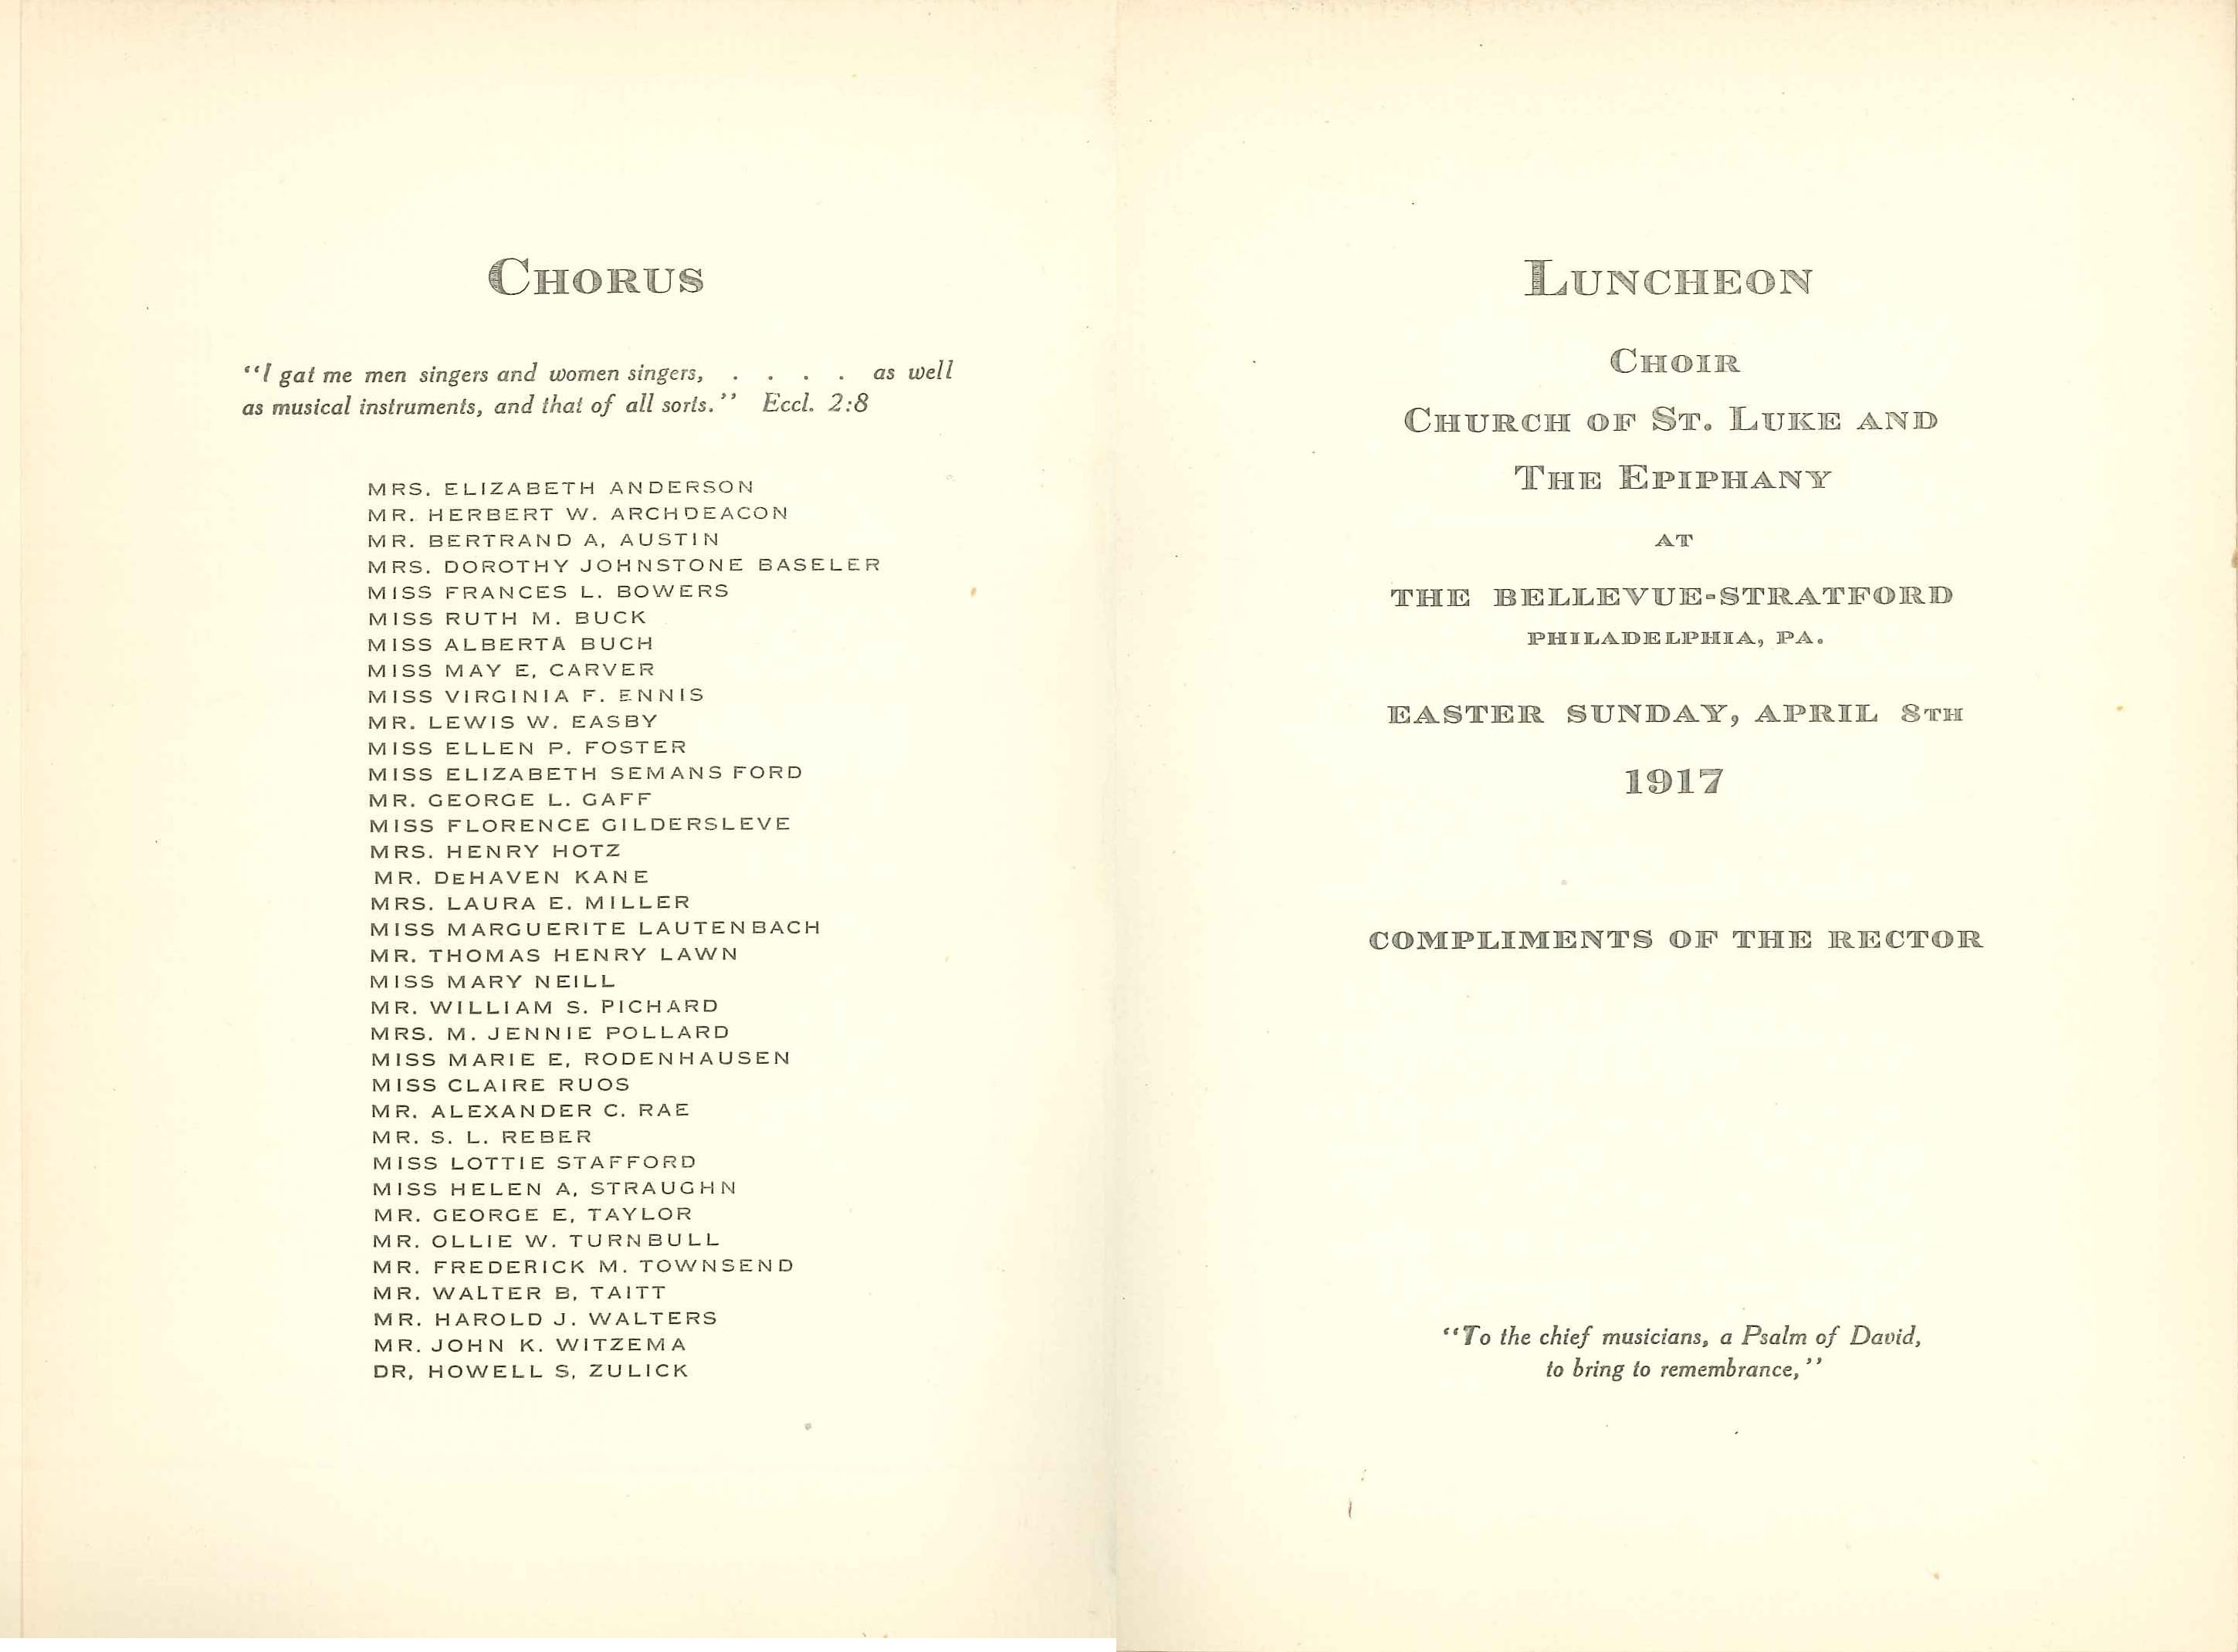 CHORUS
"I gat me men singers and women singers, . . . . as well
as musical instruments, and that of all sorts." Eccl. 2:8
MRS. ELIZABETH ANDERSON
MR. HERBERT W. ARCHDEACON
MR. BERTRAND A, AUSTIN
MRS. DOROTHY JOHNSTONE BASELER
MISS FRANCES L. BOWERS
MISS RUTH M. BUCK
MISS ALBERTA BUCH
MISS MAY E, CARVER
MISS VIRGINIA F. ENNIS
MR. LEWIS W. EASBY
MISS ELLEN P. FOSTER
MISS ELIZABETH SEMANS FORD
MR. GEORGE L. GAFF
MISS FLORENCE GILDERSLEVE
MRS. HENRY HOTZ
MR. DEHAVEN KANE
MRS. LAURA E. MILLER
MISS MARGUERITE LAUTENBACH
MR. THOMAS HENRY LAWN
MISS MARY NEILL
MR. WILLIAM S. PICHARD
MRS. M. JENNIE POLLARD
MISS MARIE E, RODENHAUSEN
MISS CLAIRE RUOS
MR. ALEXANDER C. RAE
MR. S. L. REBER
MISS LOTTIE STAFFORD
MISS HELEN A, STRAUGHN
MR. GEORGE E, TAYLOR
MR. OLLIE W. TURNBULL
MR. FREDERICK M. TOWNSEND
MR. WALTER B, TAITT
MR. HAROLD J. WALTERS
MR. JOHN K. WITZEMA
DR, HOWELL S, ZULICK
LUNCHEON
CHOIR
CHURCH OF ST. LUKE AND
THE EPIPHANY
AT
THE BELLEVUE-STRATFORD
PHILADELPHIA, PA.
EASTER SUNDAY, APRIL 8TH
1917
COMPLIMENTS OF THE RECTOR
"To the chief musicians, a Psalm of David,
to bring to remembrance,"